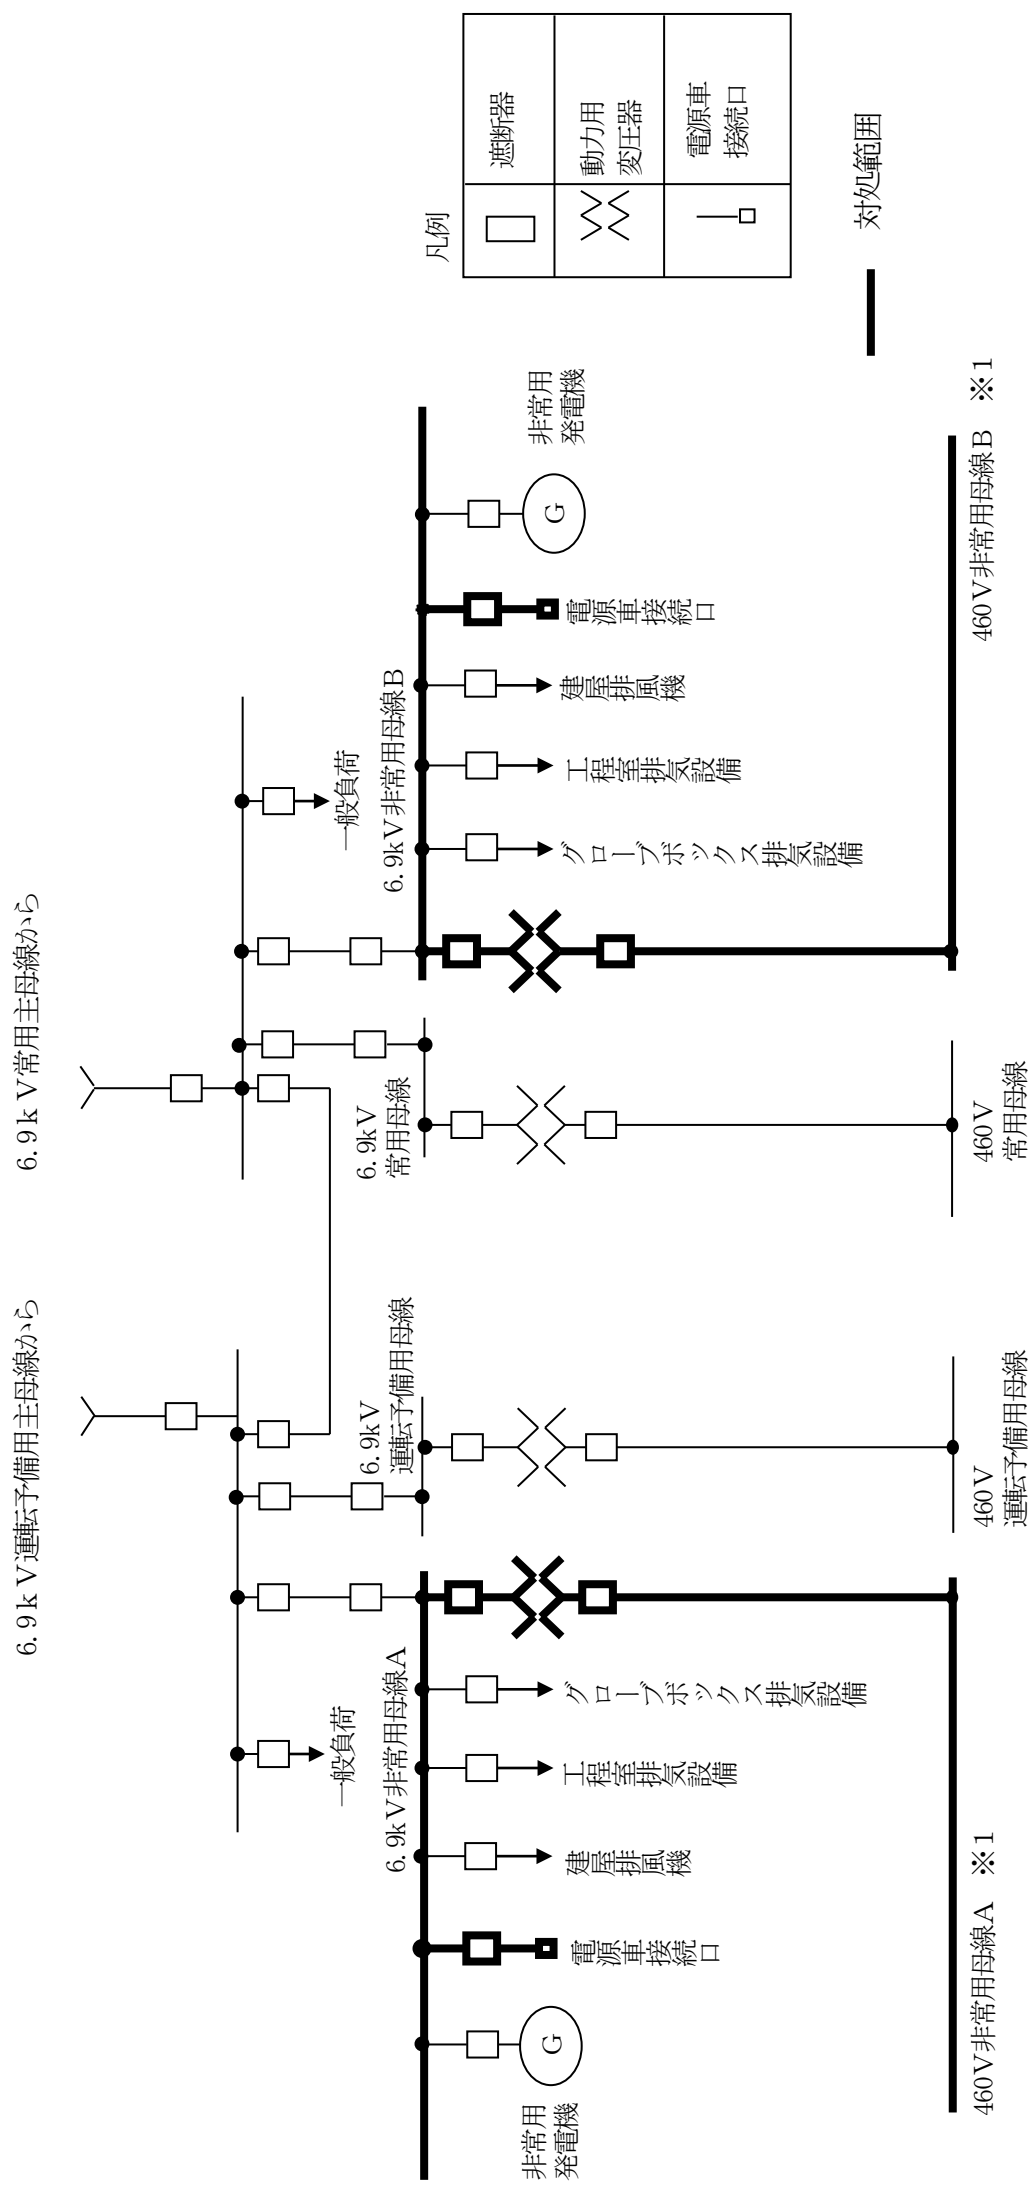 6.9kV運転予備用主母線から
6.9kV常用主母線から
一般負荷
一般負荷
6.9kV非常用母線A
6.9kV
運転予備用母線
6.9kV
常用母線
6.9kV非常用母線B
非常用
発電機
G
電源車接続口
建屋排風機
工程室排気設備
グローブボックス排気設備
グローブボックス排気設備
工程室排気設備
建屋排風機
電源車接続口
G
非常用
発電機
460V非常用母線A ※1
460V
運転予備用母線
460V
常用母線
460V非常用母線B ※1
凡例
遮断器
動力用
変圧器
電源車
接続口
対処範囲